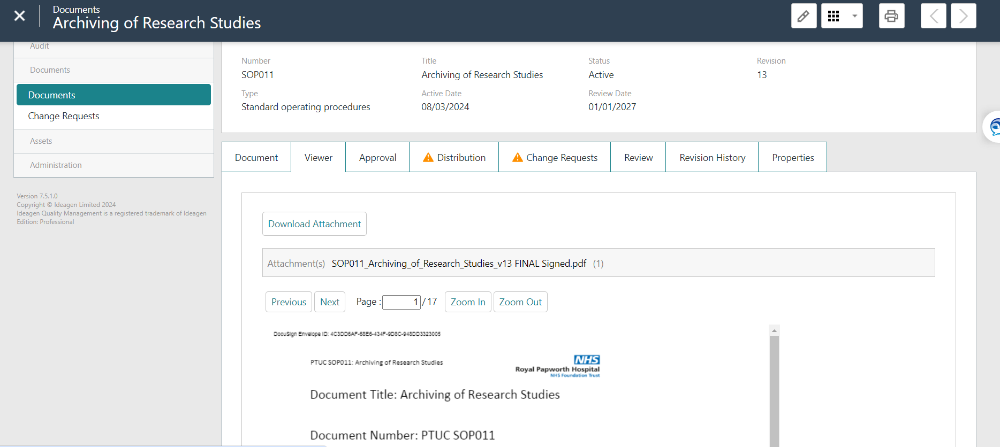 Documents
Archiving of Research Studies
Audit
Documents
Documents
Change Requests
Assets
Administration
Version 7.5.1.0
Copyright © Ideagen Limited 2024
Ideagen Quality Management is a registered trademark of Ideagen
Edition: Professional
Number
SOP011
Title
Archiving of Research Studies
Status
Active
Revision
13
Type
Standard operating procedures
Active Date
08/03/2024
Review Date
01/01/2027
Document Viewer Approval Distribution Change Requests Review Revision History Properties
Download Attachment
Attachment(s) SOP011_Archiving_of_Research_Studies_v13 FINAL Signed.pdf (1)
Previous Next Page : 1 / 17 Zoom In Zoom Out
DocuSign Envelope ID: 4C3DD6AF-68E6-434F-9D8C-948DD3323005
PTUC SOP011: Archiving of Research Studies
NHS
Royal Papworth Hospital
NHS Foundation Trust
Document Title: Archiving of Research Studies
Document Number: PTUC SOP011